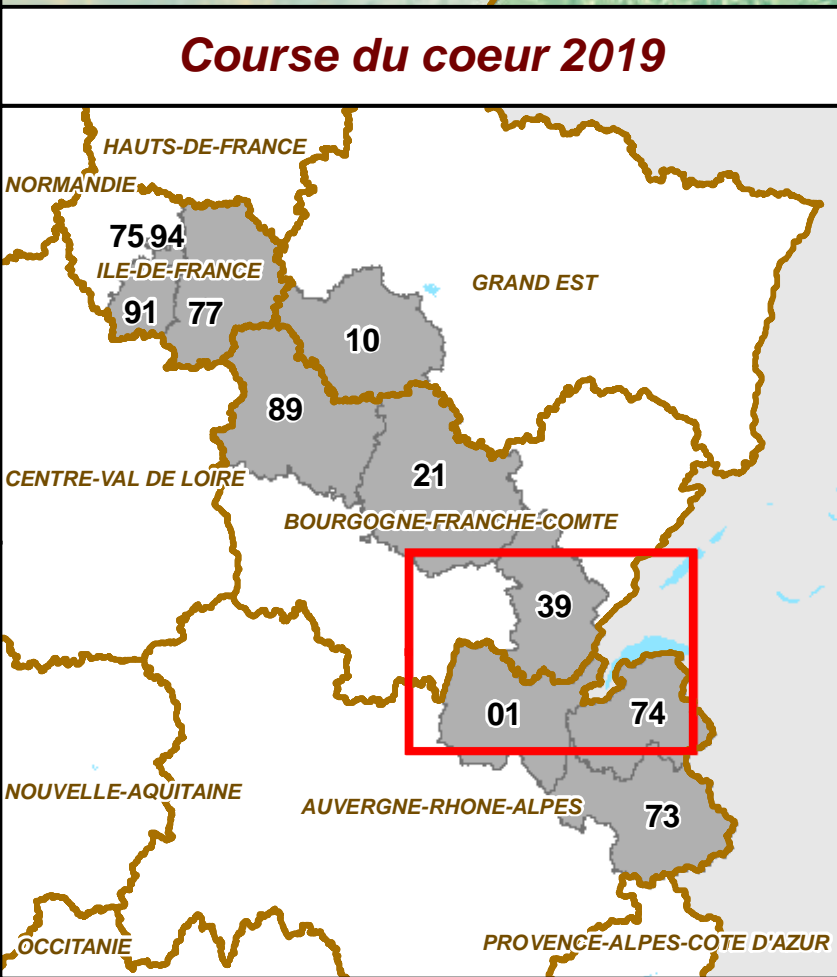 Course du coeur 2019
HAUTS-DE-FRANCE
NORMANDIE
75 94
ILE-DE-FRANCE
GRAND EST
91 77
10
89
CENTRE-VAL DE LOIRE
21
BOURGOGNE-FRANCHE-COMTE
39
01
74
NOUVELLE-AQUITAINE
AUVERGNE-RHONE-ALPES
73
OCCITANIE
PROVENCE-ALPES-COTE D'AZUR